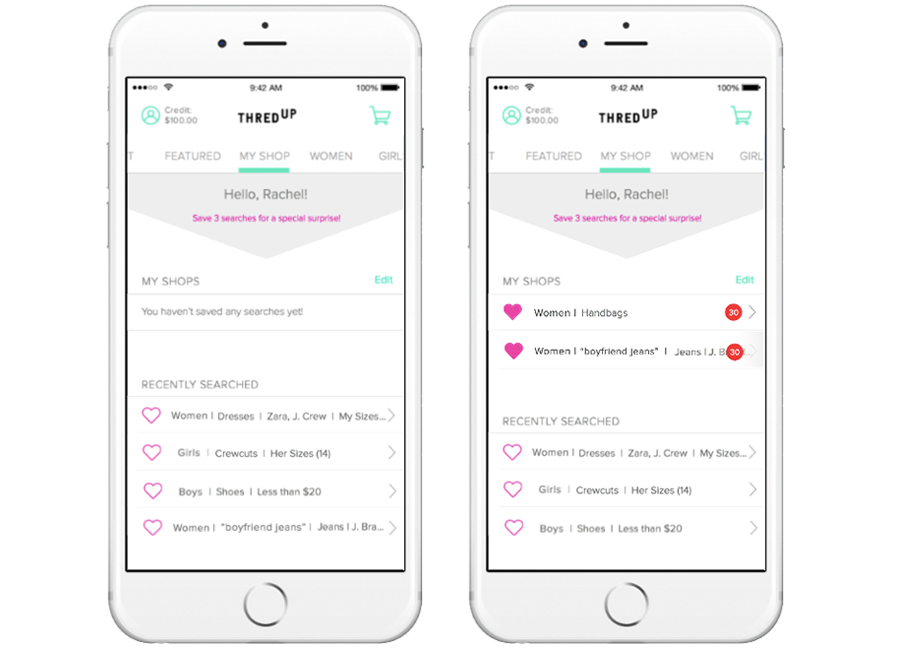 9:42 AM
100%
Credit:
$100.00
THREDUP
T FEATURED MY SHOP WOMEN GIRL
Hello, Rachel!
Save 3 searches for a special surprise!
MY SHOPS Edit
You haven't saved any searches yet!
RECENTLY SEARCHED
Women | Dresses | Zara, J. Crew | My Sizes...
Girls | Crewcuts | Her Sizes (14)
Boys | Shoes | Less than $20
Women | "boyfriend jeans" | Jeans | J. Bra...
9:42 AM
100%
Credit:
$100.00
THREDUP
T FEATURED MY SHOP WOMEN GIRL
Hello, Rachel!
Save 3 searches for a special surprise!
MY SHOPS Edit
Women | Handbags 30
Women | "boyfriend jeans" | Jeans | J. B 30
RECENTLY SEARCHED
Women | Dresses | Zara, J. Crew | My Sizes...
Girls | Crewcuts | Her Sizes (14)
Boys | Shoes | Less than $20